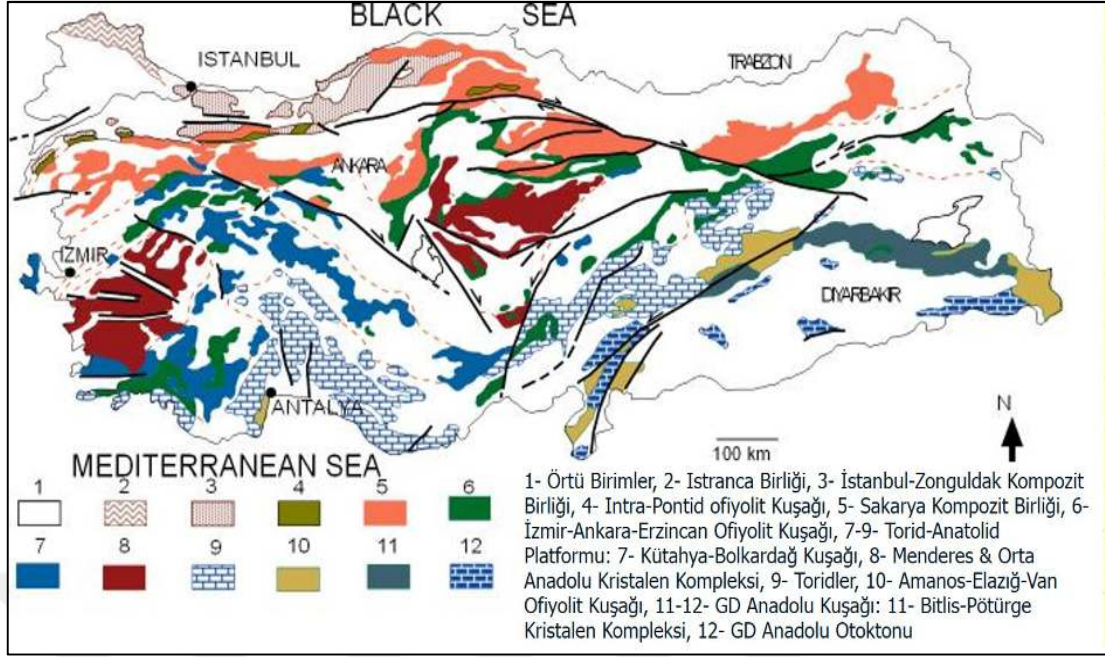 BLACK SEA
ISTANBUL
TRABZON
ANKARA
İZMİR
DIYARBAKIR
ANTALYA
N
100 km
MEDITERRANEAN SEA
1 2 3 4 5 6
7 8 9 10 11 12
1- Örtü Birimler, 2- Istranca Birliği, 3- İstanbul-Zonguldak Kompozit
Birliği, 4- Intra-Pontid ofiyolit Kuşağı, 5- Sakarya Kompozit Birliği, 6-
İzmir-Ankara-Erzincan Ofiyolit Kuşağı, 7-9- Torid-Anatolid
Platformu: 7- Kütahya-Bolkardağ Kuşağı, 8- Menderes & Orta
Anadolu Kristalen Kompleksi, 9- Toridler, 10- Amanos-Elazığ-Van
Ofiyolit Kuşağı, 11-12- GD Anadolu Kuşağı: 11- Bitlis-Pötürge
Kristalen Kompleksi, 12- GD Anadolu Otoktonu